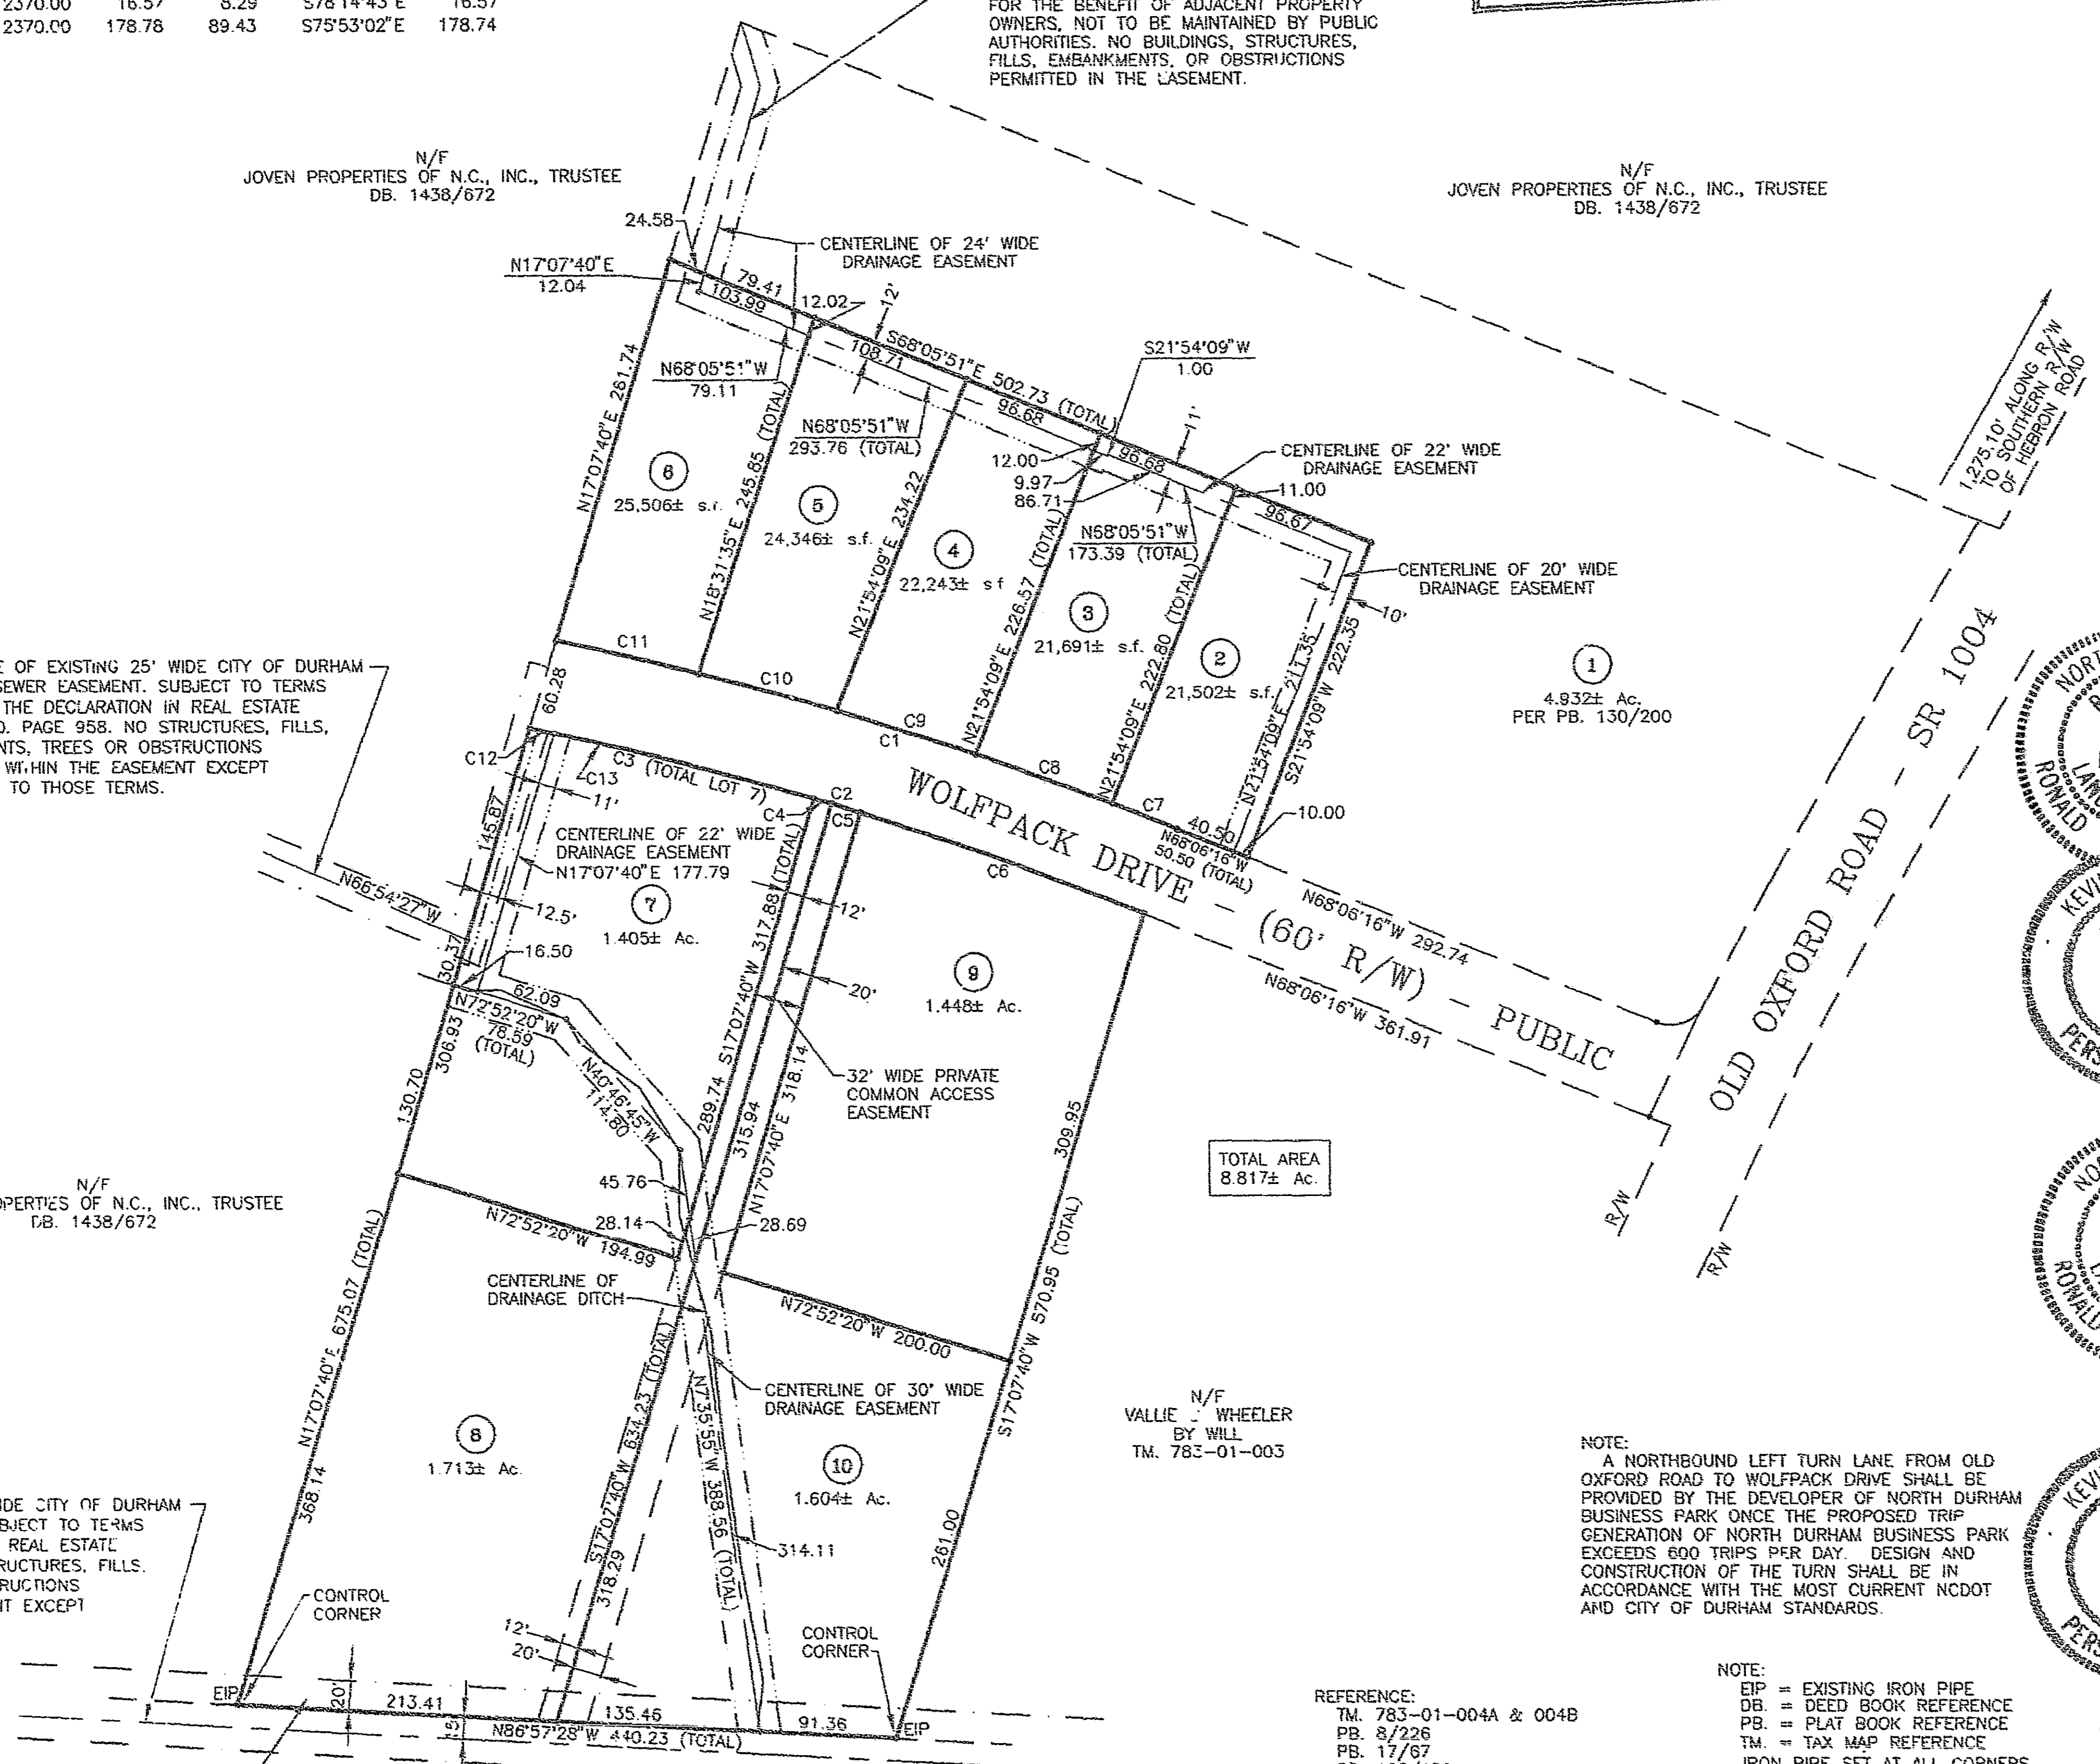 2370.00 16.57 8.29 S78°14'43"E 16.57
2370.00 178.78 89.43 S75°53'02"E 178.74
FOR THE BENEFIT OF ADJACENT PROPERTY
OWNERS, NOT TO BE MAINTAINED BY PUBLIC
AUTHORITIES. NO BUILDINGS, STRUCTURES,
FILLS, EMBANKMENTS, OR OBSTRUCTIONS
PERMITTED IN THE EASEMENT.
N/F
JOVEN PROPERTIES OF N.C., INC., TRUSTEE
DB. 1438/672
N/F
JOVEN PROPERTIES OF N.C., INC., TRUSTEE
DB. 1438/672
24.58
CENTERLINE OF 24' WIDE
DRAINAGE EASEMENT
N17°07'40"E
12.04
79.41
103.99
12.02
12'
S68°05'51"E 502.73 (TOTAL)
108.71
N68°05'51"W
79.11
N68°05'51"W
293.76 (TOTAL)
96.68
S21°54'09"W
1.00
11'
12.00
96.68
9.97
86.71
CENTERLINE OF 22' WIDE
DRAINAGE EASEMENT
11.00
96.67
N58°05'51"W
173.39 (TOTAL)
CENTERLINE OF 20' WIDE
DRAINAGE EASEMENT
10'
1,275.10' ALONG R/W
TO SOUTHERN R/W
OF HEBRON ROAD
N17°07'40"E 261.74
6
25,506± s.f.
N18°31'35"E 245.85 (TOTAL)
5
24,346± s.f.
N21°54'09"E 234.22
4
22,243± s f
N21°54'09"E 226.57 (TOTAL)
3
21,691± s.f.
N21°54'09"E 222.80 (TOTAL)
2
21,502± s.f.
N21°54'09"E 211.35
S21°54'09"W 222.35
1
4.932± Ac.
PER PB. 130/200
OLD OXFORD ROAD - SR 1004
E OF EXISTING 25' WIDE CITY OF DURHAM
SEWER EASEMENT. SUBJECT TO TERMS
THE DECLARATION IN REAL ESTATE
PAGE 958. NO STRUCTURES, FILLS,
NTS, TREES OR OBSTRUCTIONS
WITHIN THE EASEMENT EXCEPT
TO THOSE TERMS.
C11
C10
C9
C1
C8
C7
60.28
C12
C13
C3 (TOTAL LOT 7)
C2
C4
C5
C6
40.50
N68°06'16"W
50.50 (TOTAL)
10.00
WOLFPACK DRIVE - (60' R/W) - PUBLIC
N68°06'16"W 292.74
N68°06'16"W 361.91
145.87
11'
CENTERLINE OF 22' WIDE
DRAINAGE EASEMENT
N17°07'40"E 177.79
N66°54'27"W
12.5'
7
1.405± Ac.
30.37
16.50
62.09
N72°52'20"W
78.59
(TOTAL)
306.93
130.70
N40°46'45"W
114.80
S17°07'40"W 317.88 (TOTAL)
289.74
12'
20'
315.94
N17°07'40"E 318.14
32' WIDE PRIVATE
COMMON ACCESS
EASEMENT
9
1.448± Ac.
309.95
TOTAL AREA
8.817± Ac.
R/W
R/W
N/F
OPERTIES OF N.C., INC., TRUSTEE
DB. 1438/672
45.76
28.14
28.69
N72°52'20"W 194.99
CENTERLINE OF
DRAINAGE DITCH
N72°52'20"W 200.00
S17°07'40"W 570.95 (TOTAL)
N17°07'40"E 675.07 (TOTAL)
368.14
8
1.713± Ac.
S17°07'40"W 634.23 (TOTAL)
318.29
CENTERLINE OF 30' WIDE
DRAINAGE EASEMENT
N7°35'55"W 388.56 (TOTAL)
314.11
10
1.604± Ac.
261.00
N/F
VALLIE WHEELER
BY WILL
TM. 783-01-003
IDE CITY OF DURHAM
BJECT TO TERMS
REAL ESTATE
RUCTURES, FILLS.
RUCTIONS
EXCEPT
CONTROL
CORNER
CONTROL
CORNER
12'
20'
EIP
20'
213.41
15'
135.46
91.36
EIP
N86°57'28"W 440.23 (TOTAL)
NOTE:
A NORTHBOUND LEFT TURN LANE FROM OLD
OXFORD ROAD TO WOLFPACK DRIVE SHALL BE
PROVIDED BY THE DEVELOPER OF NORTH DURHAM
BUSINESS PARK ONCE THE PROPOSED TRIP
GENERATION OF NORTH DURHAM BUSINESS PARK
EXCEEDS 600 TRIPS PER DAY. DESIGN AND
CONSTRUCTION OF THE TURN SHALL BE IN
ACCORDANCE WITH THE MOST CURRENT NCDOT
AND CITY OF DURHAM STANDARDS.
REFERENCE:
TM. 783-01-004A & 004B
PB. 8/226
PB. 17/67
NOTE:
EIP = EXISTING IRON PIPE
DB. = DEED BOOK REFERENCE
PB. = PLAT BOOK REFERENCE
TM. = TAX MAP REFERENCE
IRON PIPE SET AT ALL CORNERS
NORT
LAN
RONALD
KEVI
PERS
NO
RONALD
KEVI
PERS